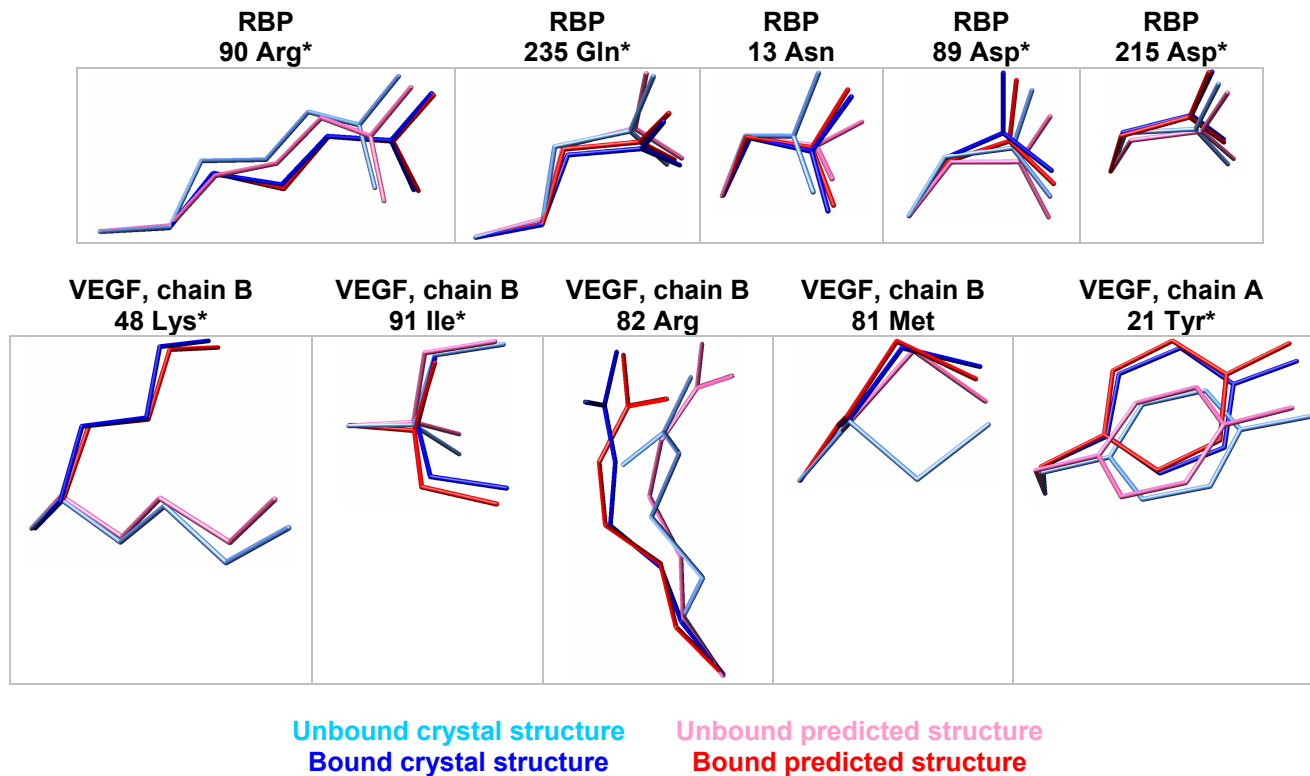 RBP
90 Arg*
RBP
235 Gln*
RBP
13 Asn
RBP
89 Asp*
RBP
215 Asp*
VEGF, chain B
48 Lys*
VEGF, chain B
91 Ile*
VEGF, chain B
82 Arg
VEGF, chain B
81 Met
VEGF, chain A
21 Tyr*
Unbound crystal structure
Unbound predicted structure
Bound crystal structure
Bound predicted structure